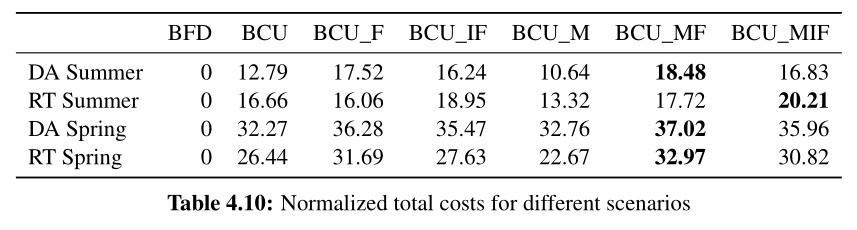 BFD BCU BCU_F BCU_IF BCU_M BCU_MF BCU_MIF
DA Summer 0 12.79 17.52 16.24 10.64 18.48 16.83
RT Summer 0 16.66 16.06 18.95 13.32 17.72 20.21
DA Spring 0 32.27 36.28 35.47 32.76 37.02 35.96
RT Spring 0 26.44 31.69 27.63 22.67 32.97 30.82
Table 4.10: Normalized total costs for different scenarios